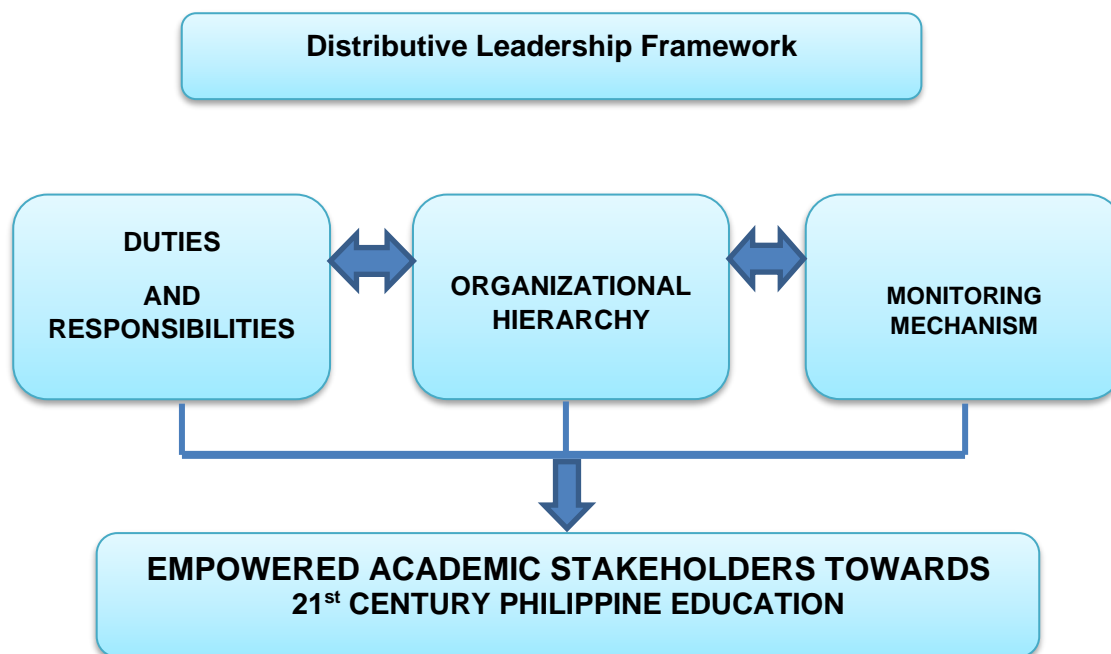 Distributive Leadership Framework
DUTIES
AND
RESPONSIBILITIES
ORGANIZATIONAL
HIERARCHY
MONITORING
MECHANISM
EMPOWERED ACADEMIC STAKEHOLDERS TOWARDS
21st CENTURY PHILIPPINE EDUCATION